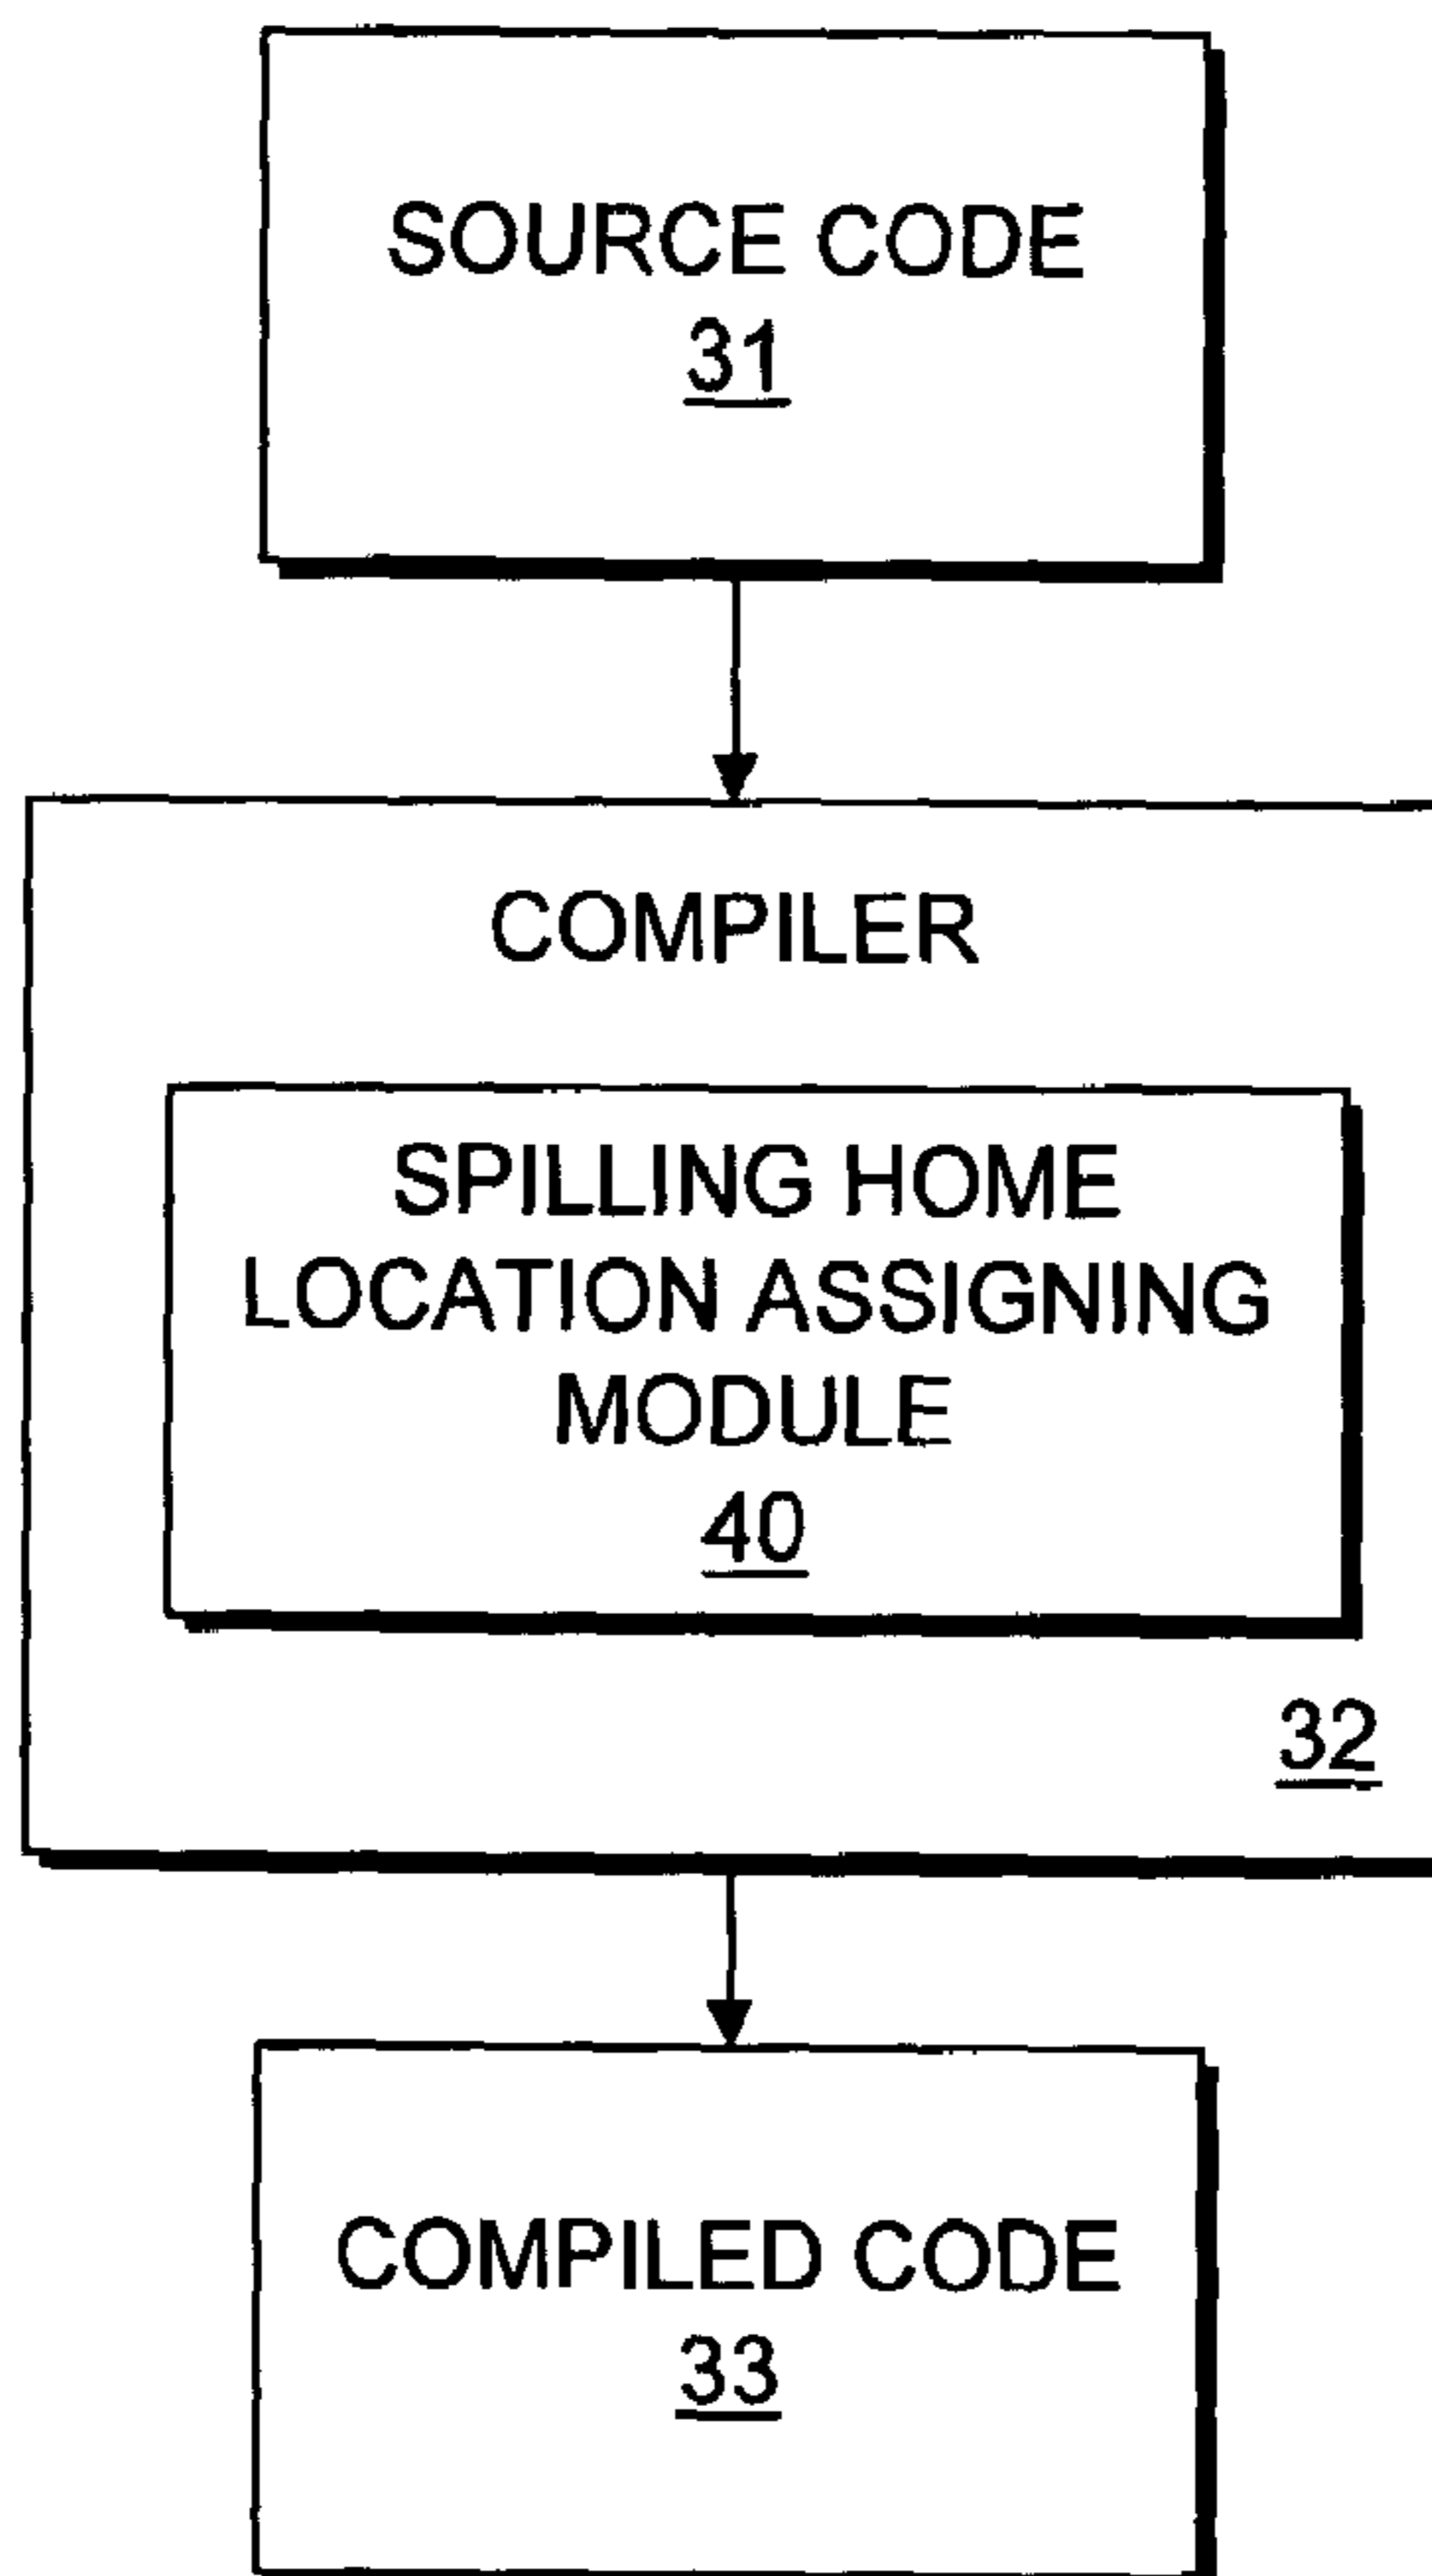 SOURCE CODE
31
COMPILER
SPILLING HOME
LOCATION ASSIGNING
MODULE
40
32
COMPILED CODE
33